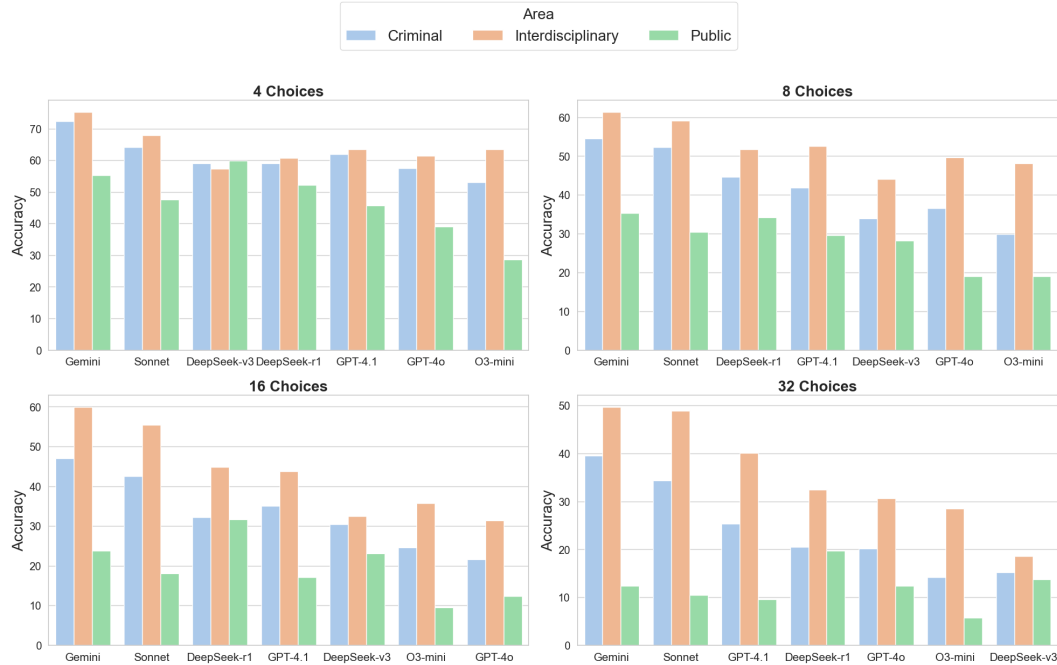 Area
Criminal Interdisciplinary Public
4 Choices
Accuracy
70
60
50
40
30
20
10
0
Gemini Sonnet DeepSeek-v3 DeepSeek-r1 GPT-4.1 GPT-4o O3-mini
8 Choices
Accuracy
60
50
40
30
20
10
0
Gemini Sonnet DeepSeek-r1 GPT-4.1 DeepSeek-v3 GPT-4o O3-mini
16 Choices
Accuracy
60
50
40
30
20
10
0
Gemini Sonnet DeepSeek-r1 GPT-4.1 DeepSeek-v3 O3-mini GPT-4o
32 Choices
Accuracy
50
40
30
20
10
0
Gemini Sonnet GPT-4.1 DeepSeek-r1 GPT-4o O3-mini DeepSeek-v3